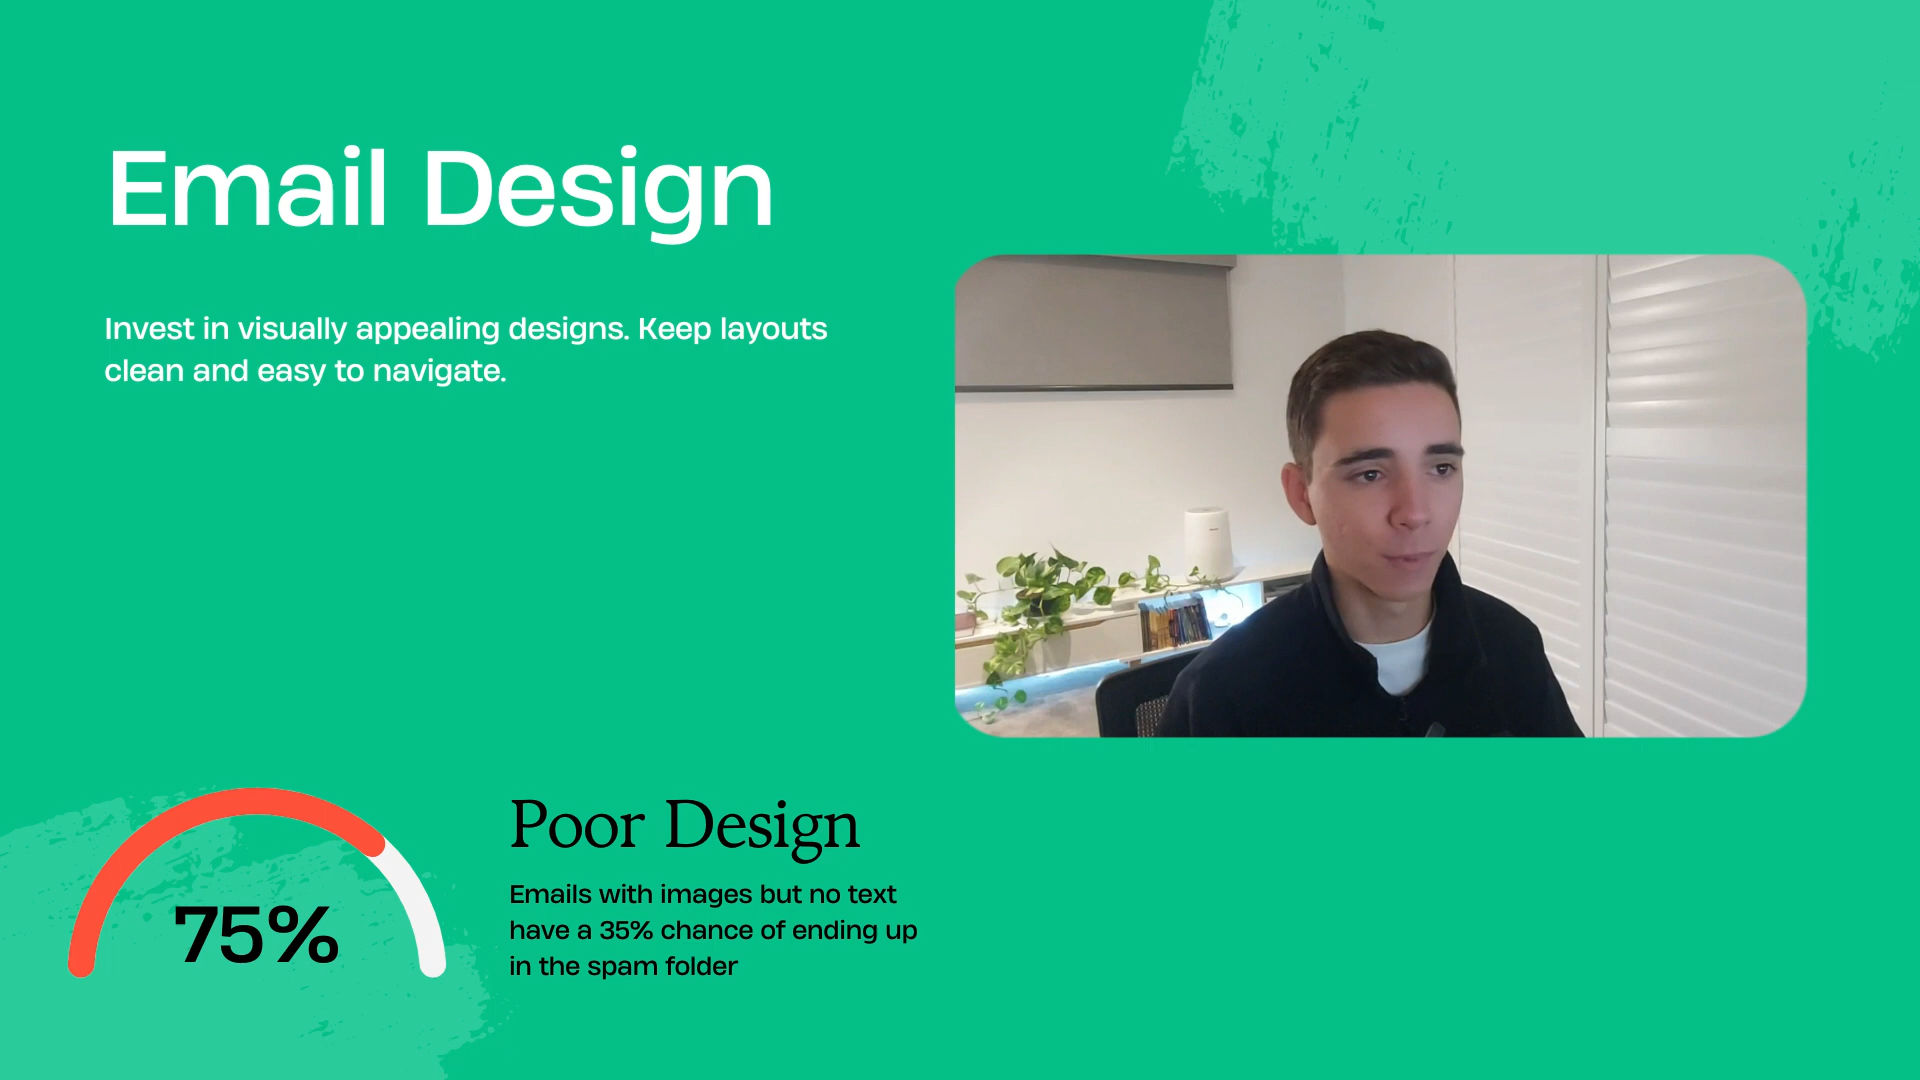 Email Design
Invest in visually appealing designs. Keep layouts
clean and easy to navigate.
75%
Poor Design
Emails with images but no text
have a 35% chance of ending up
in the spam folder